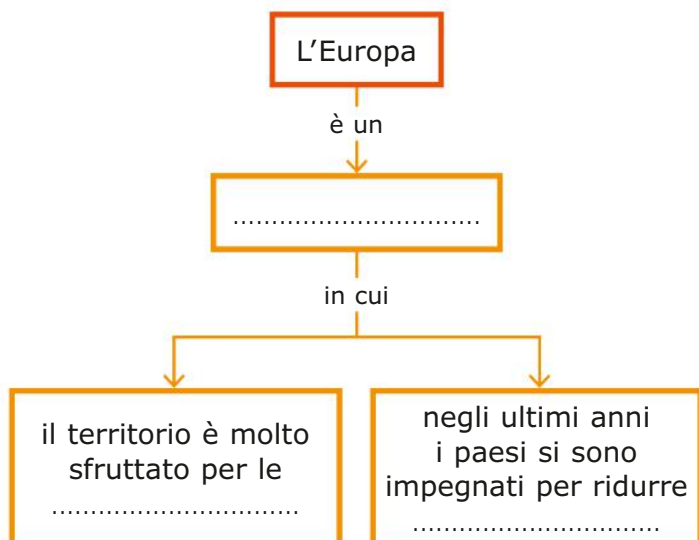 L’Europa
è un
................................
in cui
il territorio è molto
sfruttato per le
................................
negli ultimi anni
i paesi si sono
impegnati per ridurre
................................